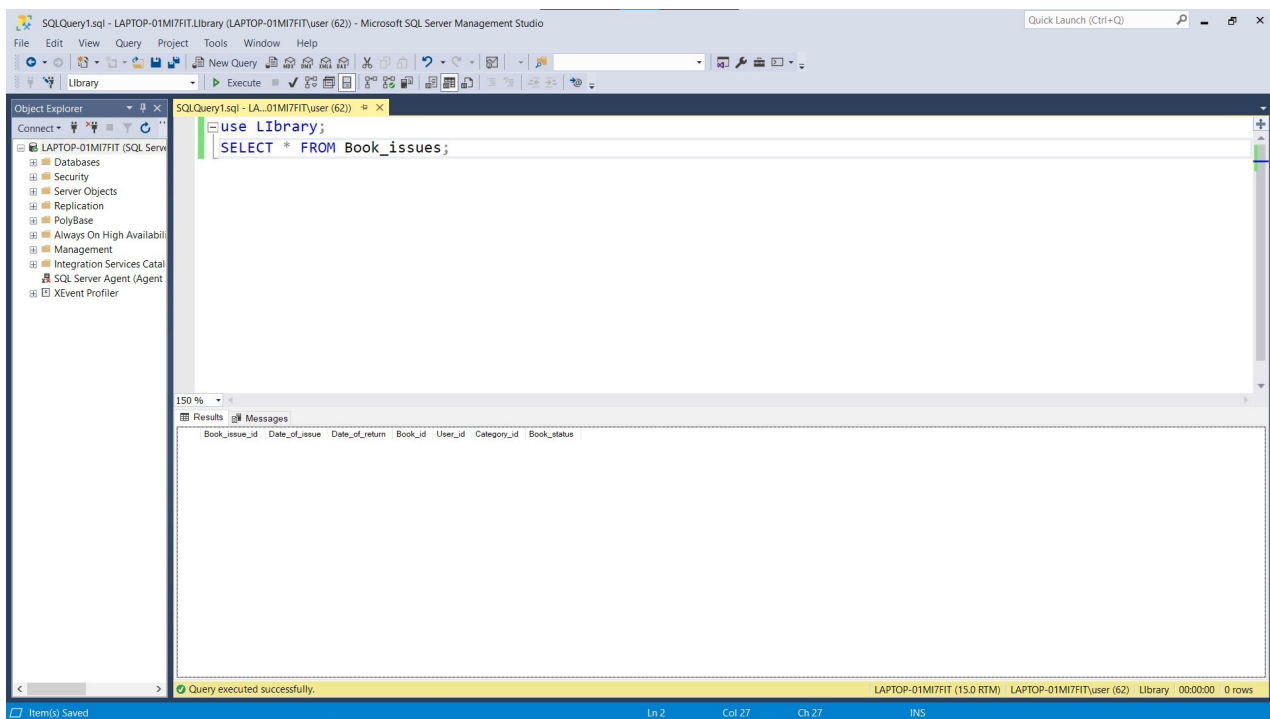 SQLQuery1.sql - LAPTOP-01MI7FIT.LIbrary (LAPTOP-01MI7FIT\user (62)) - Microsoft SQL Server Management Studio
Quick Launch (Ctrl+Q)
File Edit View Query Project Tools Window Help
New Query
LIbrary
Execute
Object Explorer
SQLQuery1.sql - LA...01MI7FIT\user (62))
Connect
use LIbrary;
SELECT * FROM Book_issues;
LAPTOP-01MI7FIT (SQL Serve
Databases
Security
Server Objects
Replication
PolyBase
Always On High Availabili
Management
Integration Services Catal
SQL Server Agent (Agent
XEvent Profiler
150 %
Results Messages
Book_issue_id Date_of_issue Date_of_return Book_id User_id Category_id Book_status
Query executed successfully.
LAPTOP-01MI7FIT (15.0 RTM) LAPTOP-01MI7FIT\user (62) LIbrary 00:00:00 0 rows
Item(s) Saved Ln 2 Col 27 Ch 27 INS